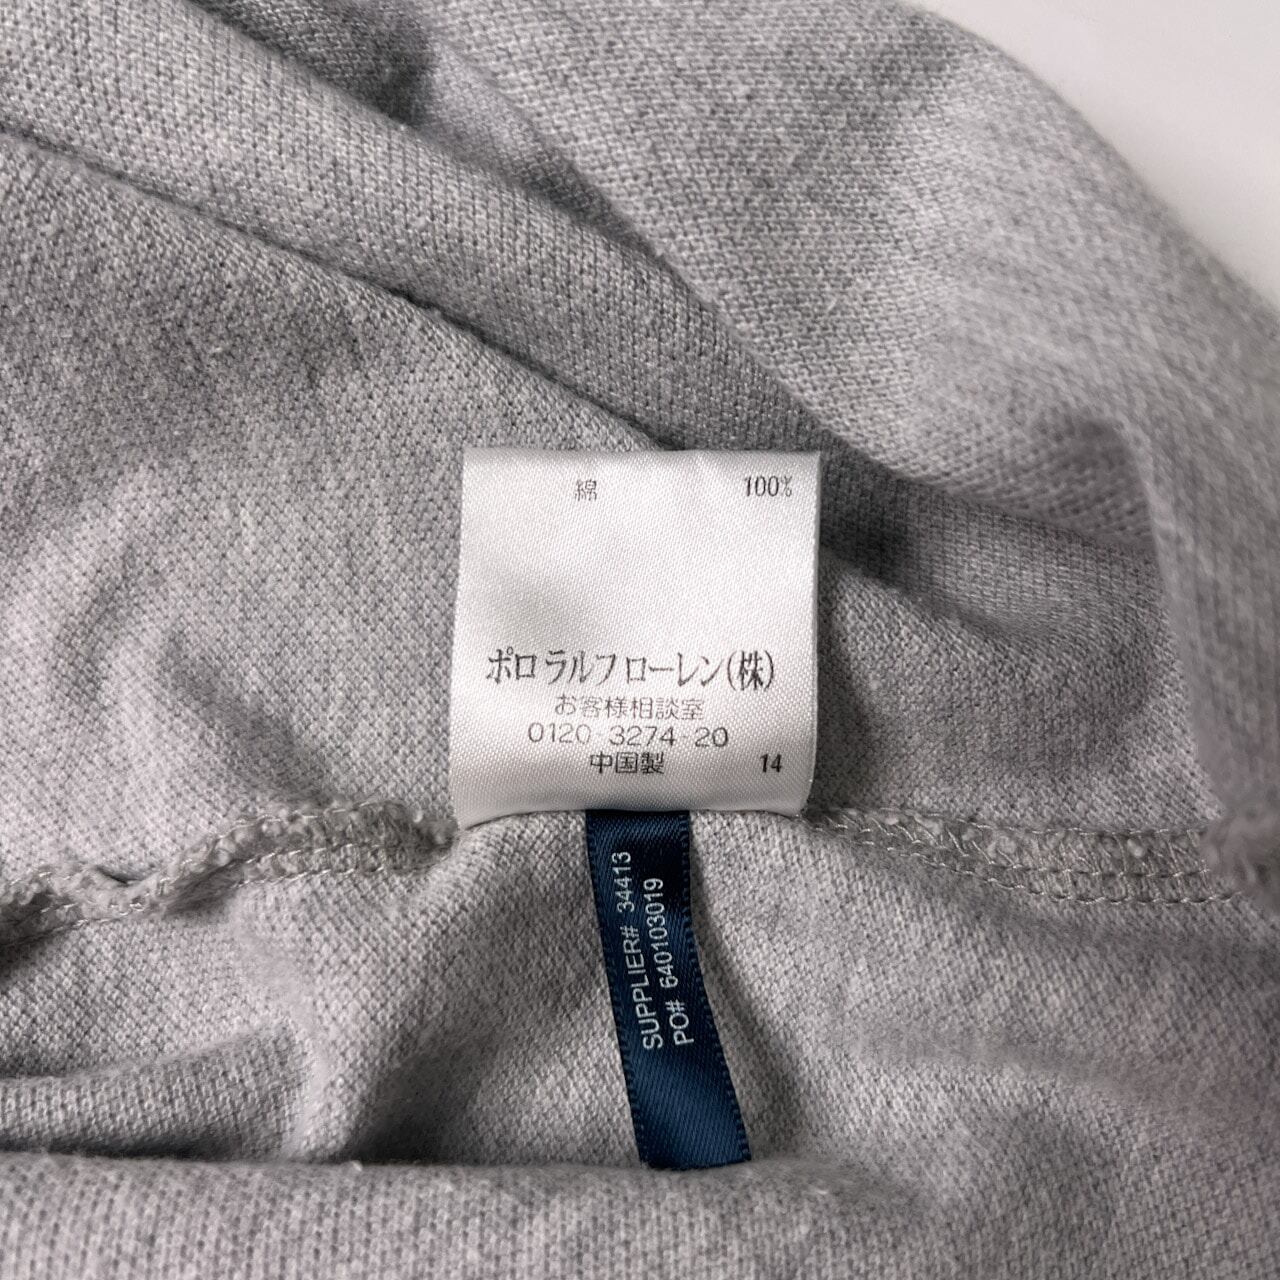 綿 100%
ポロ ラルフ ローレン(株)
お客様相談室
0120-3274-20
中国製 14
SUPPLIER# 34413
PO# 640103019